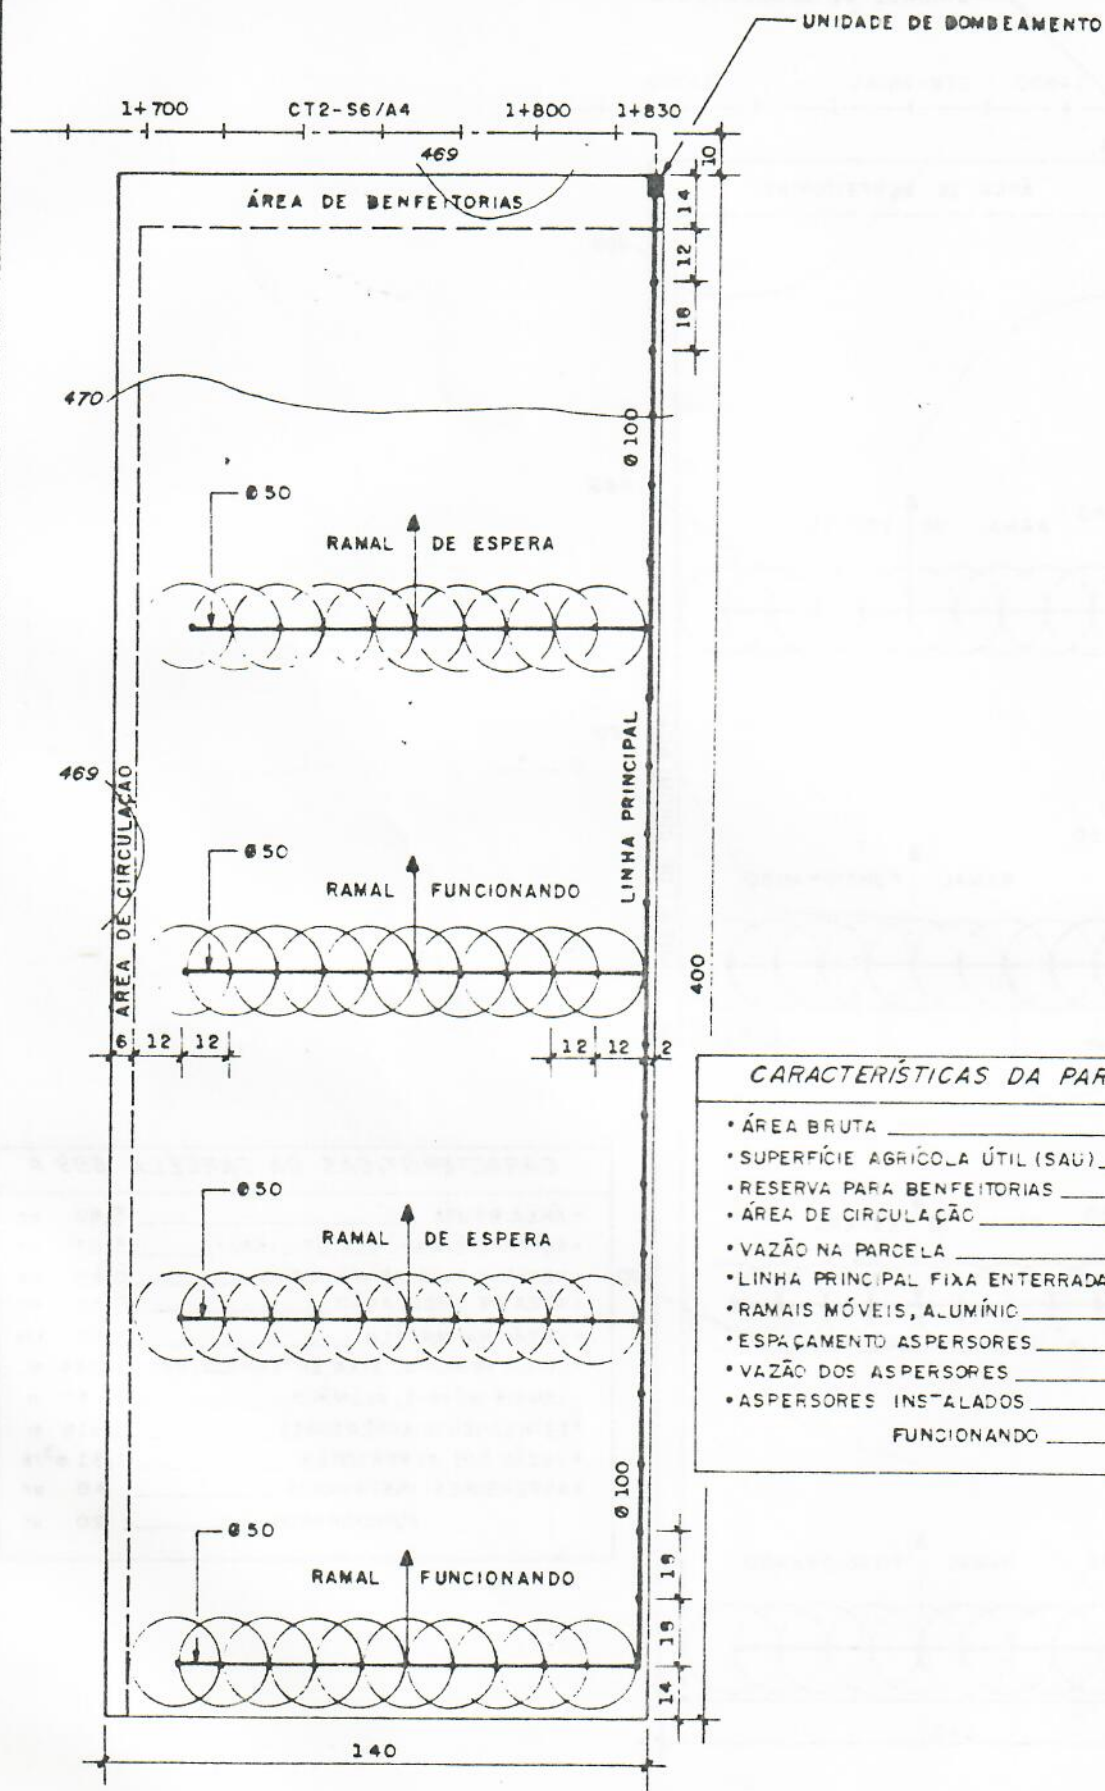 UNIDADE DE BOMBEAMENTO
1+700 CT2-S6/A4 1+800 1+830
469
10
ÁREA DE BENFEITORIAS
14
12
18
470
Ø 100
Ø 50
RAMAL DE ESPERA
LINHA PRINCIPAL
469
ÁREA DE CIRCULAÇÃO
Ø 50
RAMAL FUNCIONANDO
400
6 12 12 12 12 2
CARACTERÍSTICAS DA PAR
• ÁREA BRUTA
• SUPERFÍCIE AGRÍCOLA ÚTIL (SAU)
• RESERVA PARA BENFEITORIAS
• ÁREA DE CIRCULAÇÃO
• VAZÃO NA PARCELA
• LINHA PRINCIPAL FIXA ENTERRADA
• RAMAIS MÓVEIS, ALUMÍNIO
• ESPAÇAMENTO ASPERSORES
• VAZÃO DOS ASPERSORES
• ASPERSORES INSTALADOS
FUNCIONANDO
Ø 50
RAMAL DE ESPERA
Ø 100
Ø 50
RAMAL FUNCIONANDO
18
18
14
140